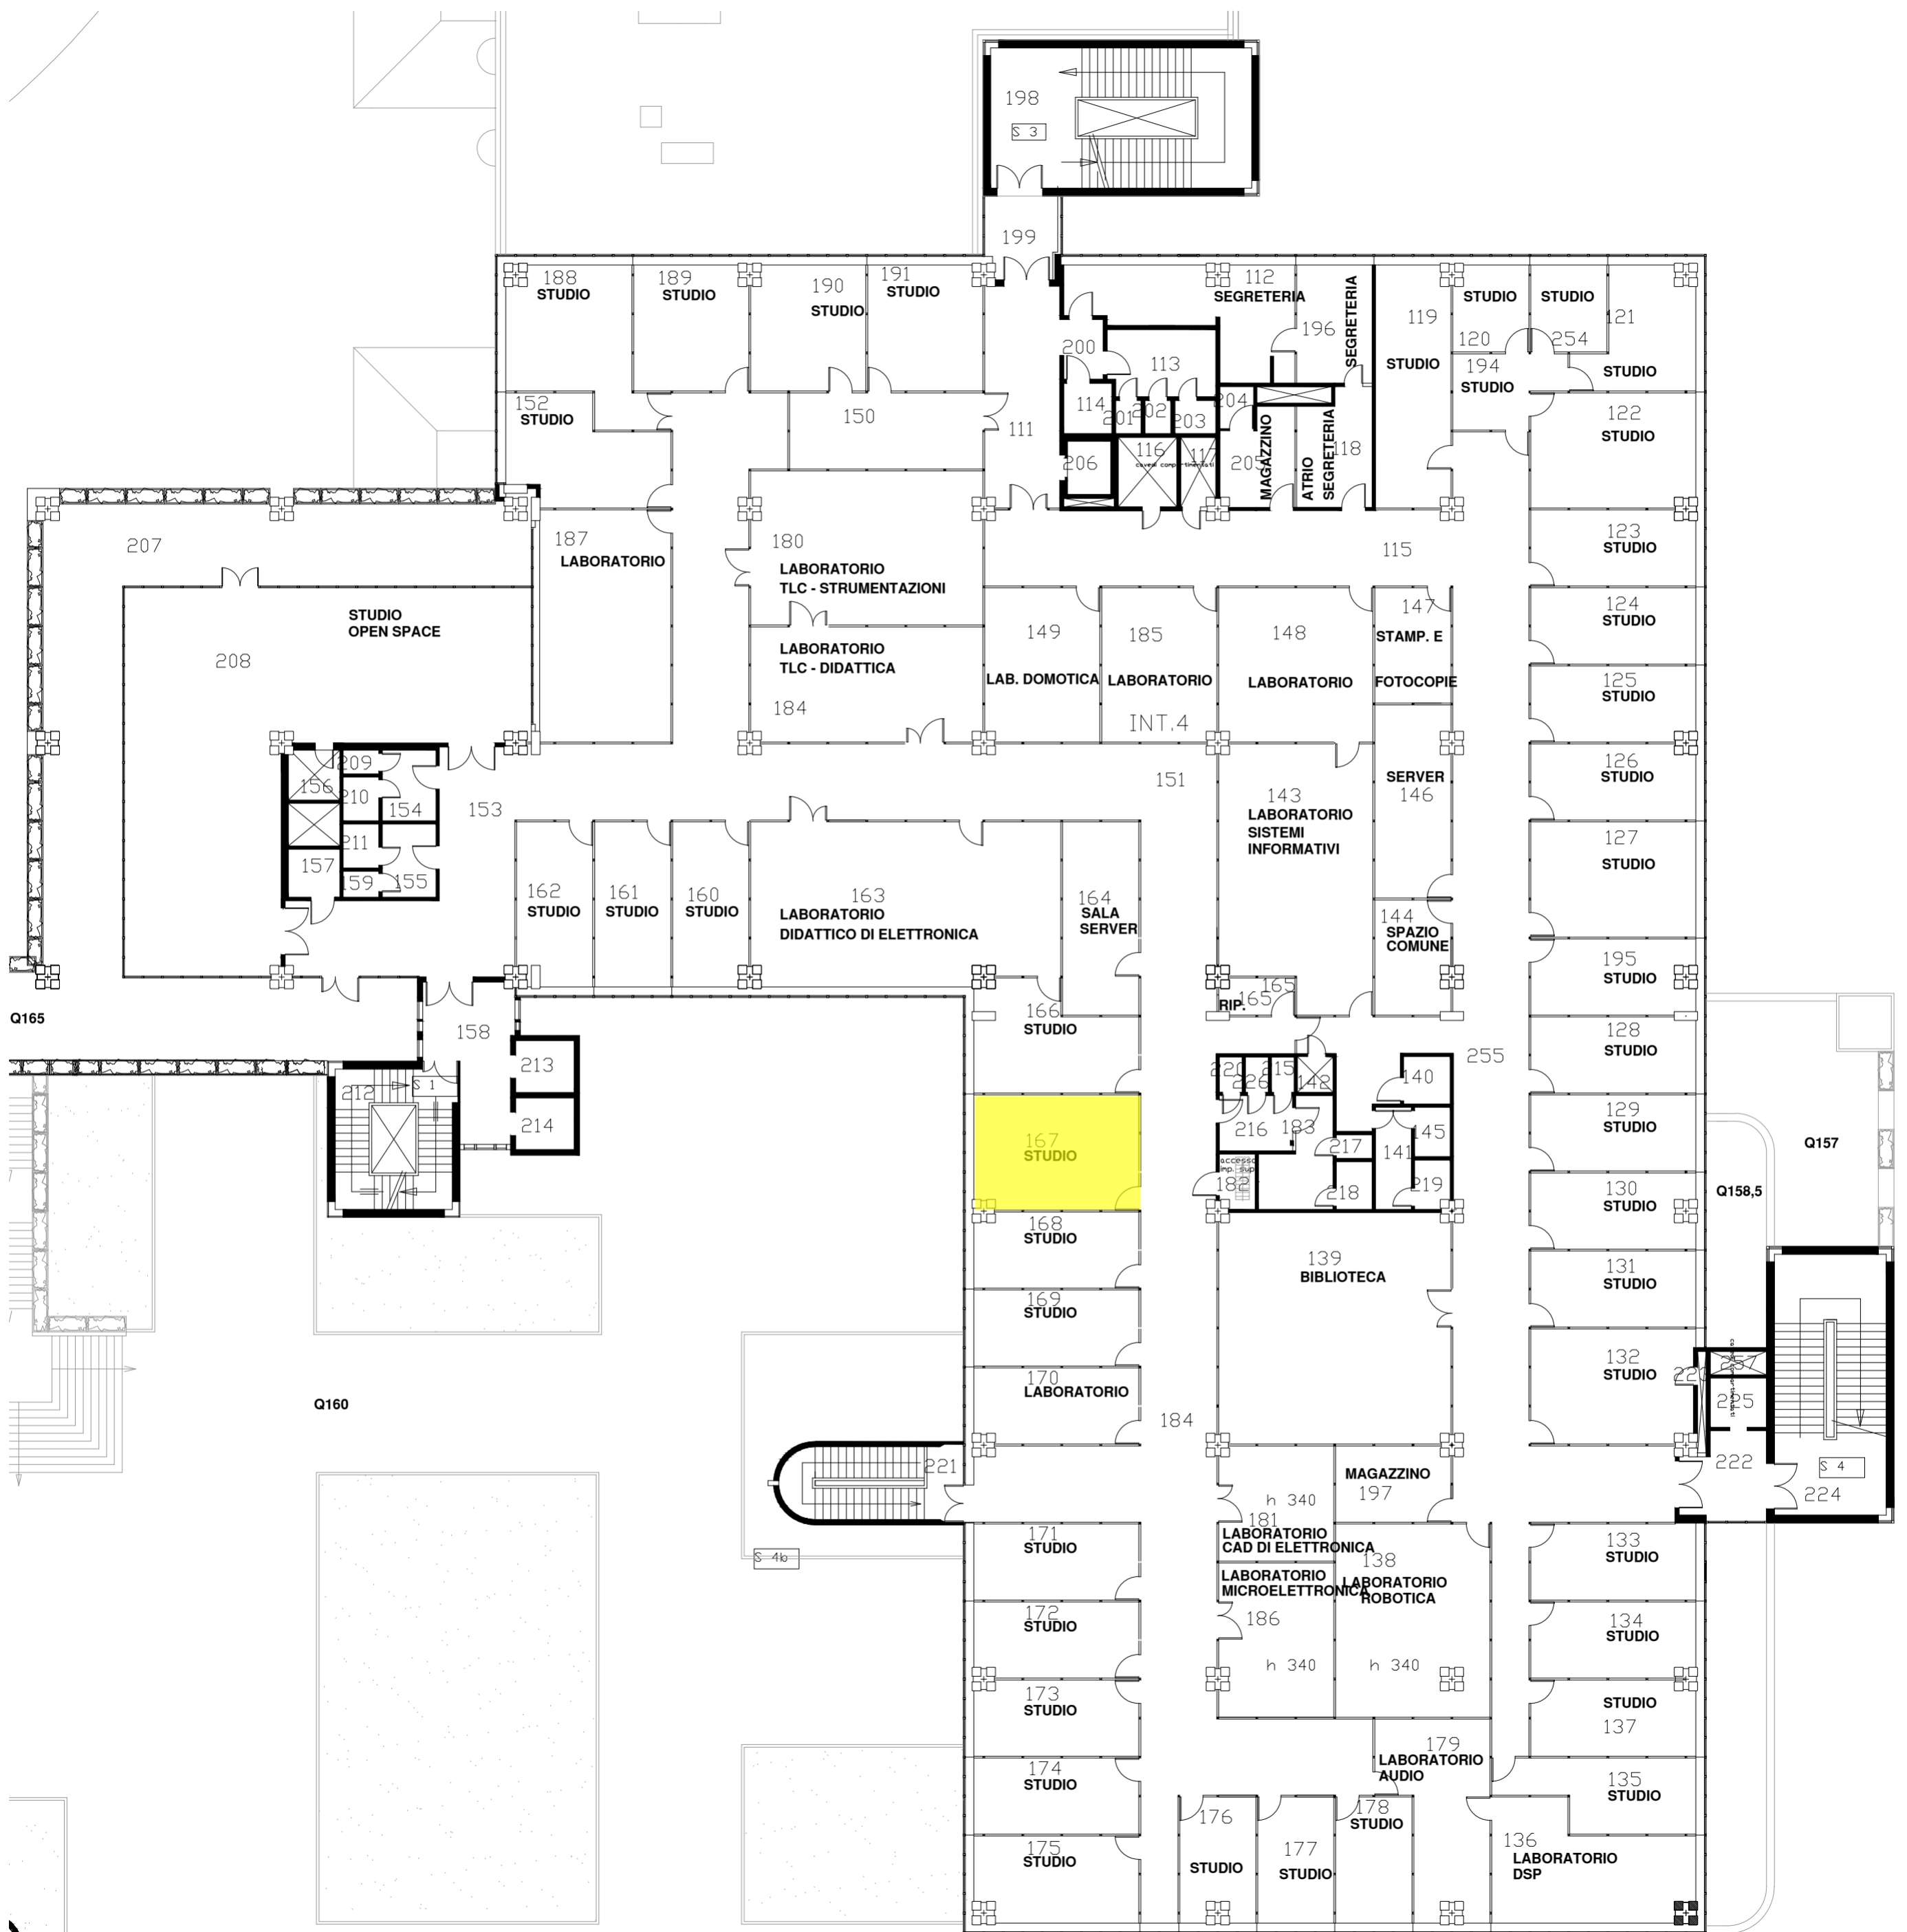 198
S 3
199
188
STUDIO
189
STUDIO
190
STUDIO
191
STUDIO
112
SEGRETERIA
196
SEGRETERIA
119
STUDIO
STUDIO
120
STUDIO
254
121
STUDIO
194
STUDIO
200
113
114
201
202
203
204
152
STUDIO
150
111
122
STUDIO
206
116
117
205
MAGAZZINO
ATRIO
SEGRETERIA
118
207
187
LABORATORIO
180
LABORATORIO
TLC - STRUMENTAZIONI
115
123
STUDIO
STUDIO
OPEN SPACE
208
LABORATORIO
TLC - DIDATTICA
184
149
LAB. DOMOTICA
185
LABORATORIO
INT.4
148
LABORATORIO
147
STAMP. E
FOTOCOPIE
124
STUDIO
125
STUDIO
156
209
210
154
211
157
159
155
153
151
143
LABORATORIO
SISTEMI
INFORMATIVI
SERVER
146
126
STUDIO
127
STUDIO
162
STUDIO
161
STUDIO
160
STUDIO
163
LABORATORIO
DIDATTICO DI ELETTRONICA
164
SALA
SERVER
144
SPAZIO
COMUNE
195
STUDIO
Q165
158
166
STUDIO
RIP.
165
165
255
128
STUDIO
212
S 1
213
214
220
226
215
142
140
129
STUDIO
Q157
167
STUDIO
216
183
217
141
145
accesso
imp. sup
182
218
219
130
STUDIO
Q158,5
168
STUDIO
139
BIBLIOTECA
131
STUDIO
169
STUDIO
132
STUDIO
225
170
LABORATORIO
Q160
184
221
MAGAZZINO
197
222
S 4
224
h 340
181
LABORATORIO
CAD DI ELETTRONICA
S 4b
171
STUDIO
138
LABORATORIO
ROBOTICA
133
STUDIO
LABORATORIO
MICROELETTRONICA
186
172
STUDIO
134
STUDIO
h 340
h 340
173
STUDIO
STUDIO
137
179
LABORATORIO
AUDIO
174
STUDIO
135
STUDIO
176
STUDIO
177
STUDIO
178
STUDIO
175
STUDIO
136
LABORATORIO
DSP